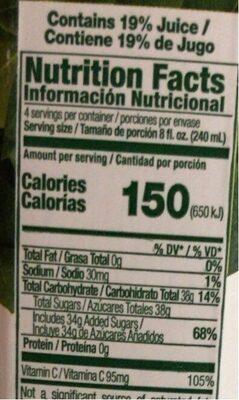 Contains 19% Juice /
Contiene 19% de Jugo
Nutrition Facts
Información Nutricional
4 servings per container / porciones por envase
Serving size / Tamaño de porción 8 fl. oz. (240 mL)
Amount per serving / Cantidad por porción
Calories
Calorías 150 (650 kJ)
% DV* / % VD*
Total Fat / Grasa Total 0g 0%
Sodium / Sodio 30mg 1%
Total Carbohydrate / Carbohidrato Total 38g 14%
Total Sugars / Azúcares Totales 38g
Includes 34g Added Sugars /
Incluye 34g de Azúcares Añadidos 68%
Protein / Proteína 0g
Vitamin C / Vitamina C 95mg 105%
Not a significant source of saturated fat